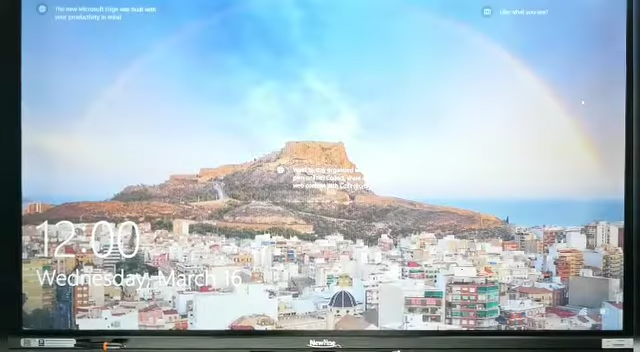 The new Microsoft Edge was built with
your productivity in mind
Like what you see?
12:00
Wednesday, March 16
Newline